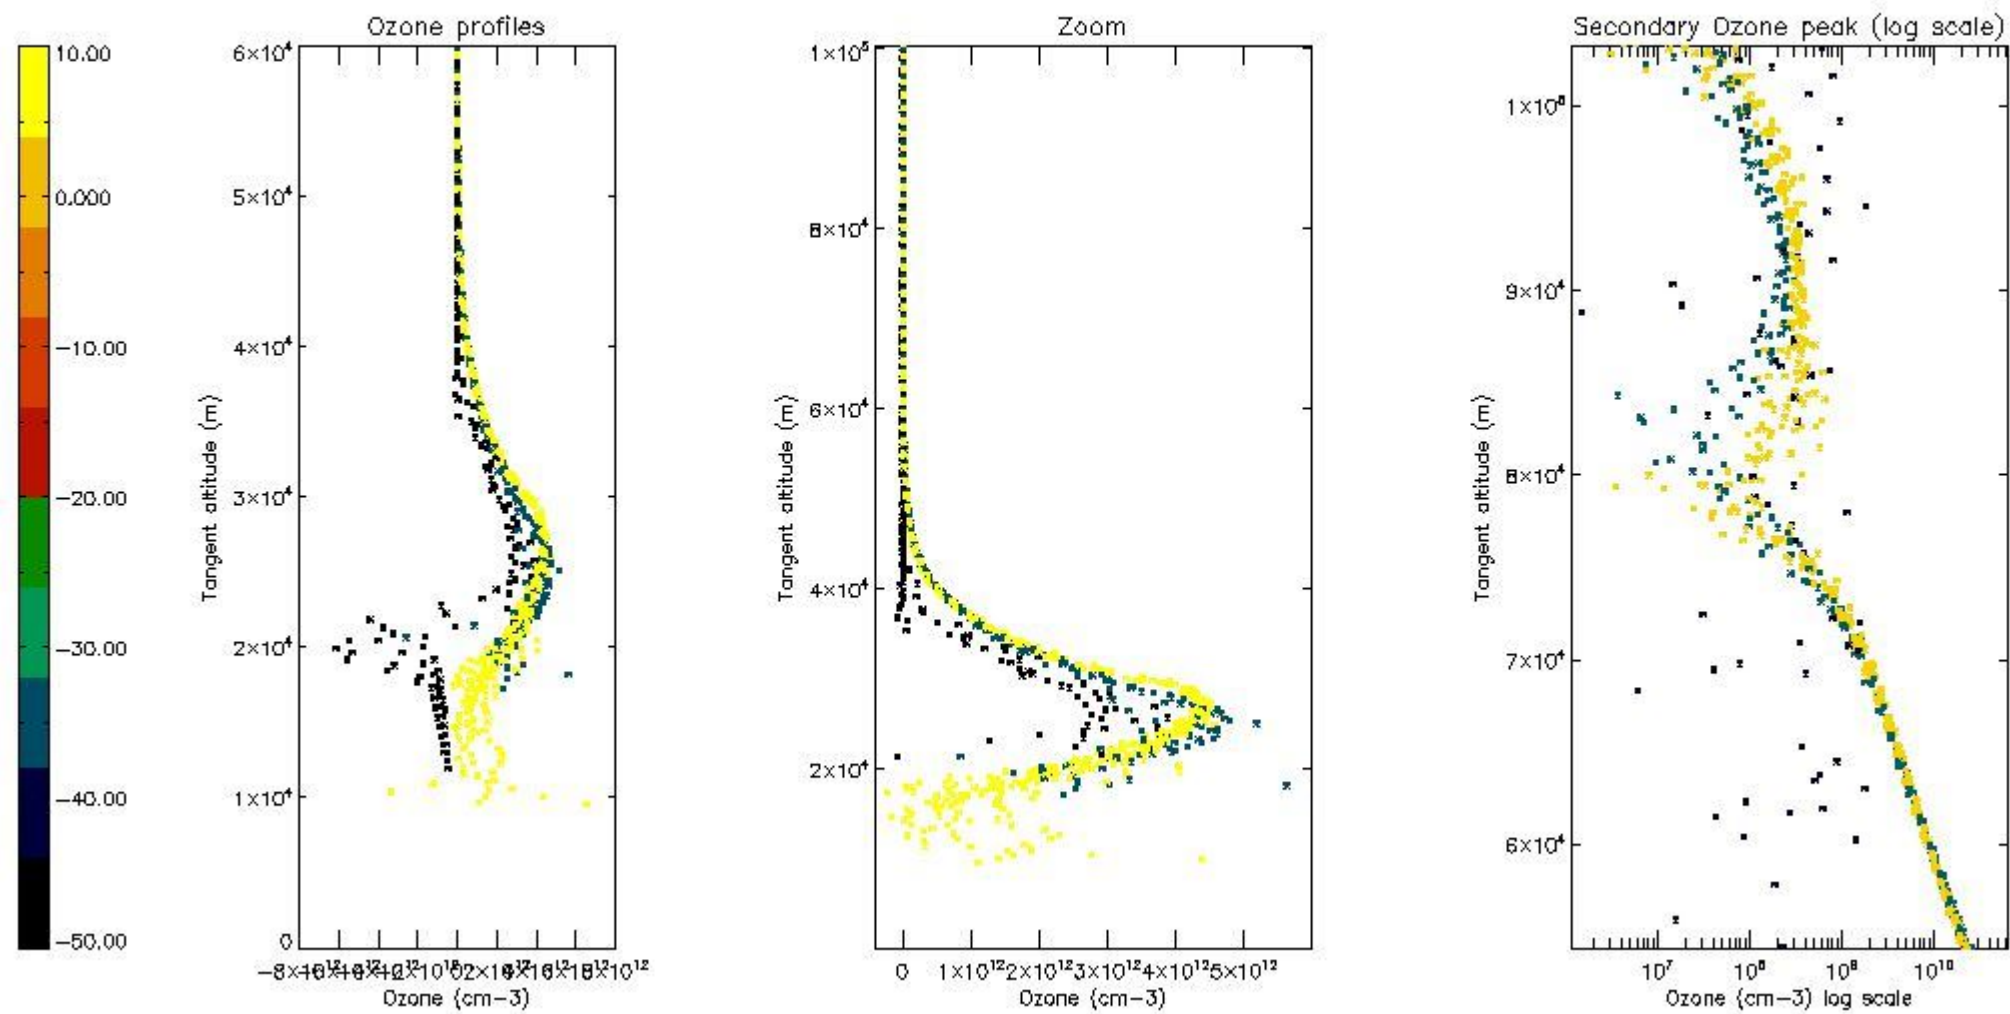 Ozone profiles
Zoom
Secondary Ozone peak (log scale)
10.00
0.000
−10.00
−20.00
−30.00
−40.00
−50.00
6×10⁴
5×10⁴
4×10⁴
3×10⁴
2×10⁴
1×10⁴
0
Tangent altitude (m)
Ozone (cm−3)
1×10⁵
8×10⁴
6×10⁴
4×10⁴
2×10⁴
Tangent altitude (m)
0 1×10¹² 2×10¹² 3×10¹² 4×10¹² 5×10¹²
Ozone (cm−3)
9×10⁴
8×10⁴
7×10⁴
6×10⁴
Tangent altitude (m)
10⁷ 10⁸ 10⁹ 10¹⁰
Ozone (cm−3) log scale